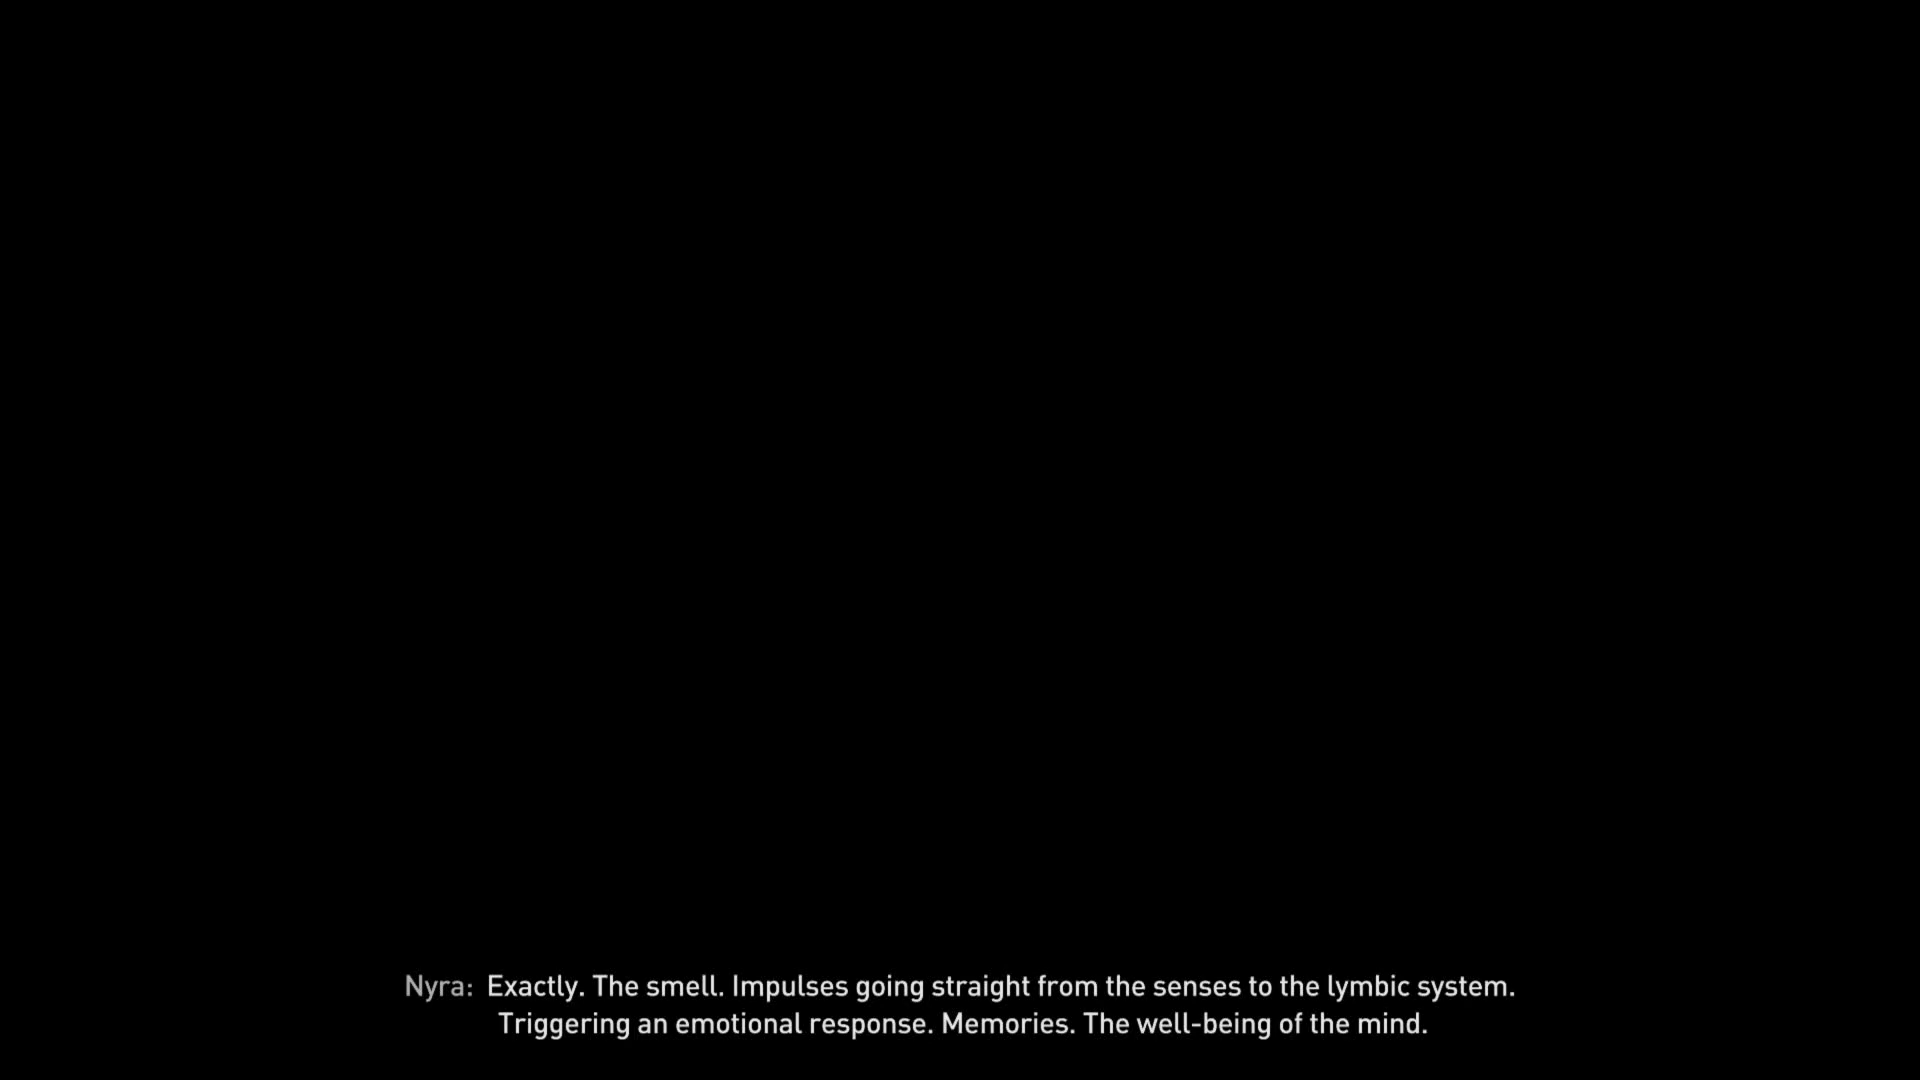 Nyra: Exactly. The smell. Impulses going straight from the senses to the lymbic system.
Triggering an emotional response. Memories. The well-being of the mind.